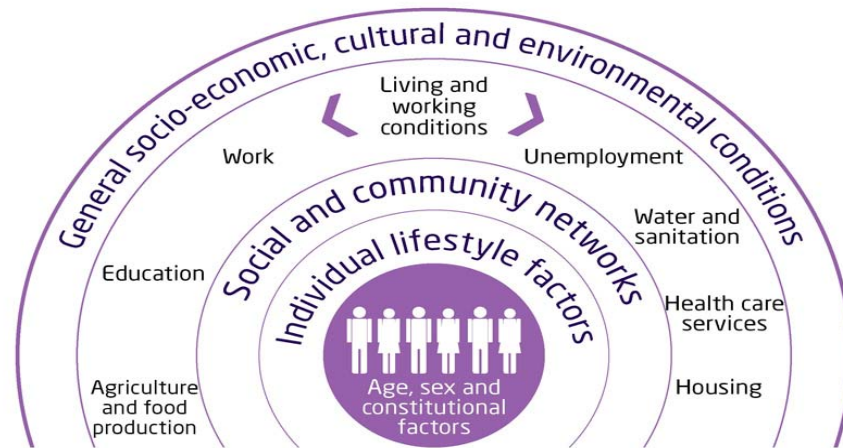 General socio-economic, cultural and environmental conditions
Living and
working
conditions
Work
Unemployment
Social and community networks
Water and
sanitation
Education
Individual lifestyle factors
Health care
services
Agriculture
and food
production
Age, sex and
constitutional
factors
Housing